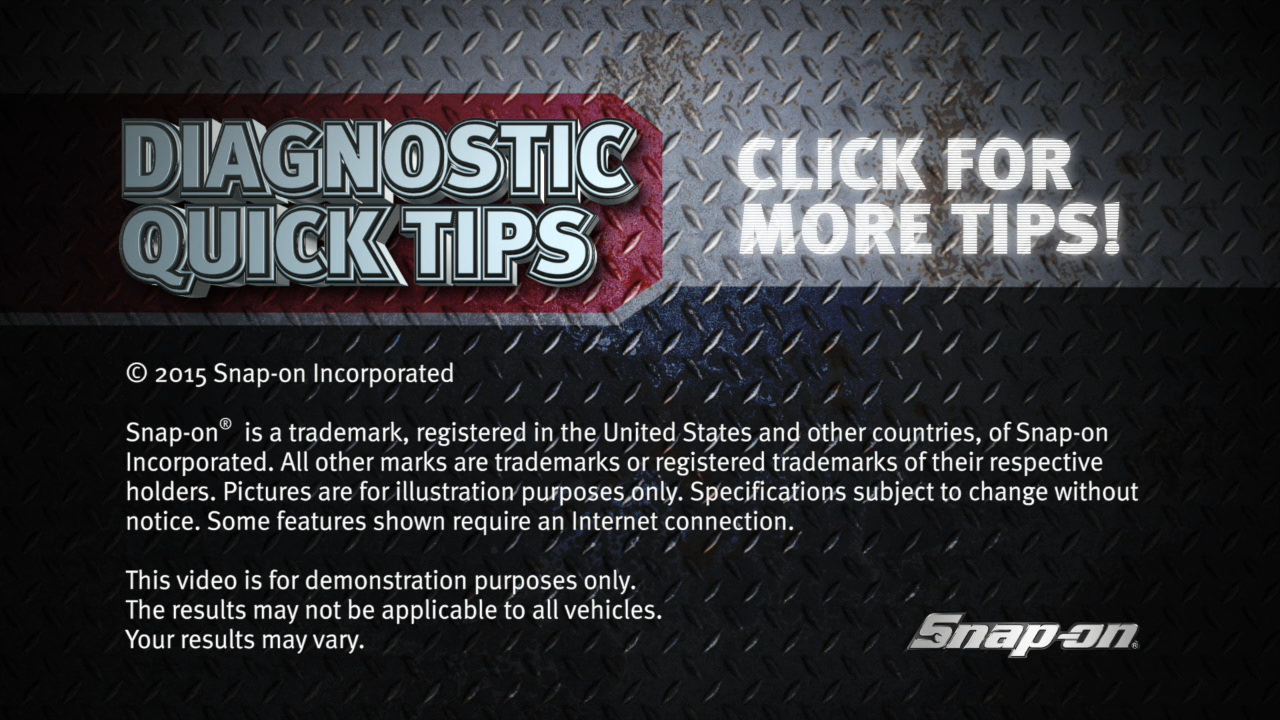 DIAGNOSTIC
QUICK TIPS
CLICK FOR
MORE TIPS!
© 2015 Snap-on Incorporated
Snap-on® is a trademark, registered in the United States and other countries, of Snap-on
Incorporated. All other marks are trademarks or registered trademarks of their respective
holders. Pictures are for illustration purposes only. Specifications subject to change without
notice. Some features shown require an Internet connection.
This video is for demonstration purposes only.
The results may not be applicable to all vehicles.
Your results may vary.
Snap-on®